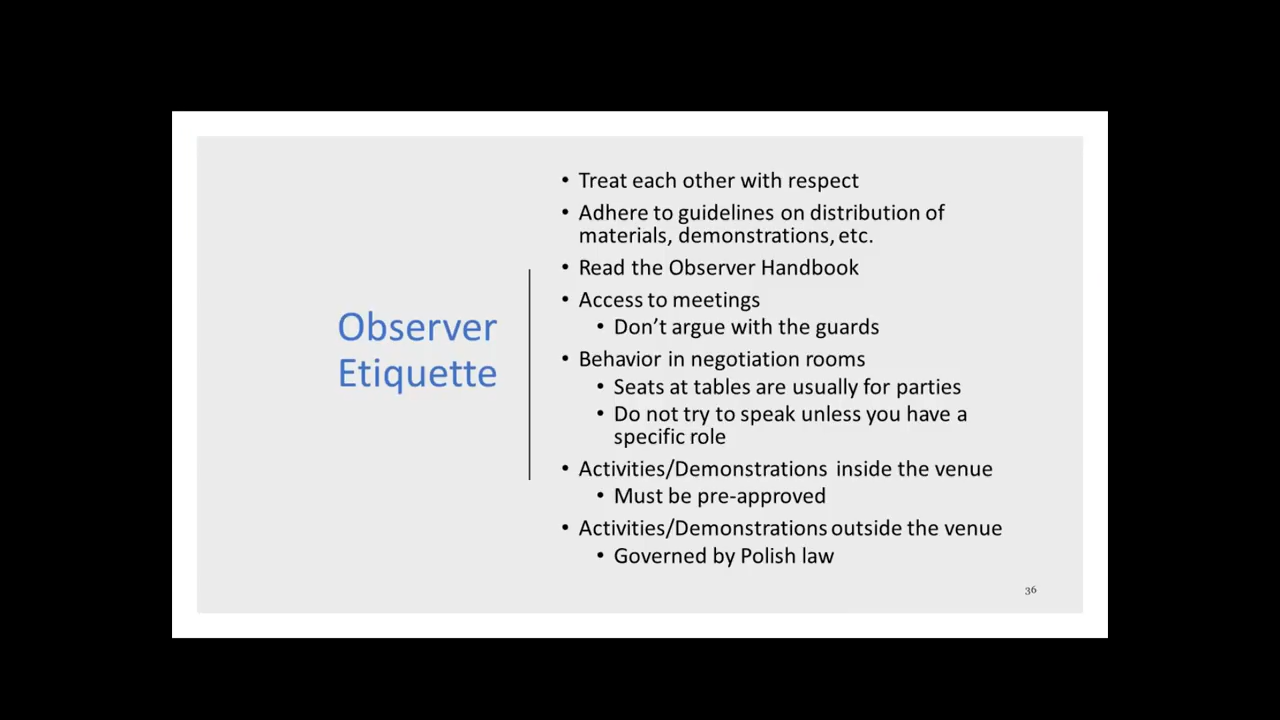 Observer
Etiquette
• Treat each other with respect
• Adhere to guidelines on distribution of
materials, demonstrations, etc.
• Read the Observer Handbook
• Access to meetings
• Don’t argue with the guards
• Behavior in negotiation rooms
• Seats at tables are usually for parties
• Do not try to speak unless you have a
specific role
• Activities/Demonstrations inside the venue
• Must be pre-approved
• Activities/Demonstrations outside the venue
• Governed by Polish law
36